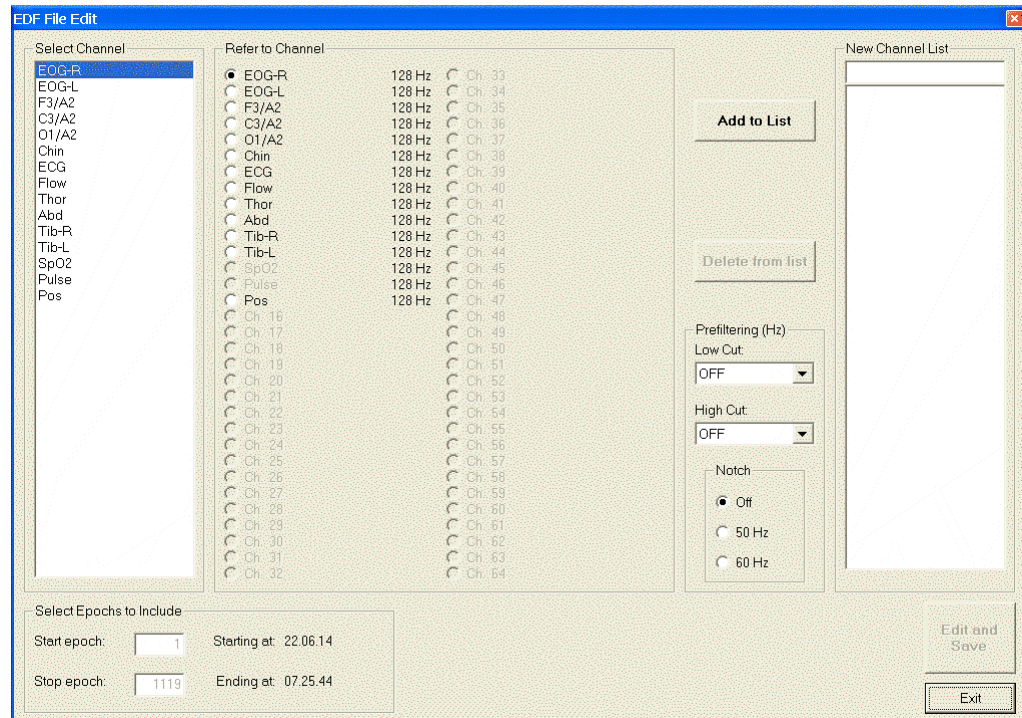 EDF File Edit
Select Channel
EOG-R
EOG-L
F3/A2
C3/A2
O1/A2
Chin
ECG
Flow
Thor
Abd
Tib-R
Tib-L
SpO2
Pulse
Pos
Refer to Channel
EOG-R 128 Hz Ch. 33
EOG-L 128 Hz Ch. 34
F3/A2 128 Hz Ch. 35
C3/A2 128 Hz Ch. 36
O1/A2 128 Hz Ch. 37
Chin 128 Hz Ch. 38
ECG 128 Hz Ch. 39
Flow 128 Hz Ch. 40
Thor 128 Hz Ch. 41
Abd 128 Hz Ch. 42
Tib-R 128 Hz Ch. 43
Tib-L 128 Hz Ch. 44
SpO2 128 Hz Ch. 45
Pulse 128 Hz Ch. 46
Pos 128 Hz Ch. 47
Ch. 16 Ch. 48
Ch. 17 Ch. 49
Ch. 18 Ch. 50
Ch. 19 Ch. 51
Ch. 20 Ch. 52
Ch. 21 Ch. 53
Ch. 22 Ch. 54
Ch. 23 Ch. 55
Ch. 24 Ch. 56
Ch. 25 Ch. 57
Ch. 26 Ch. 58
Ch. 27 Ch. 59
Ch. 28 Ch. 60
Ch. 29 Ch. 61
Ch. 30 Ch. 62
Ch. 31 Ch. 63
Ch. 32 Ch. 64
Add to List
Delete from list
Prefiltering (Hz)
Low Cut:
OFF
High Cut:
OFF
Notch
Off
50 Hz
60 Hz
New Channel List
Select Epochs to Include
Start epoch: 1 Starting at: 22.06.14
Stop epoch: 1119 Ending at: 07.25.44
Edit and
Save
Exit